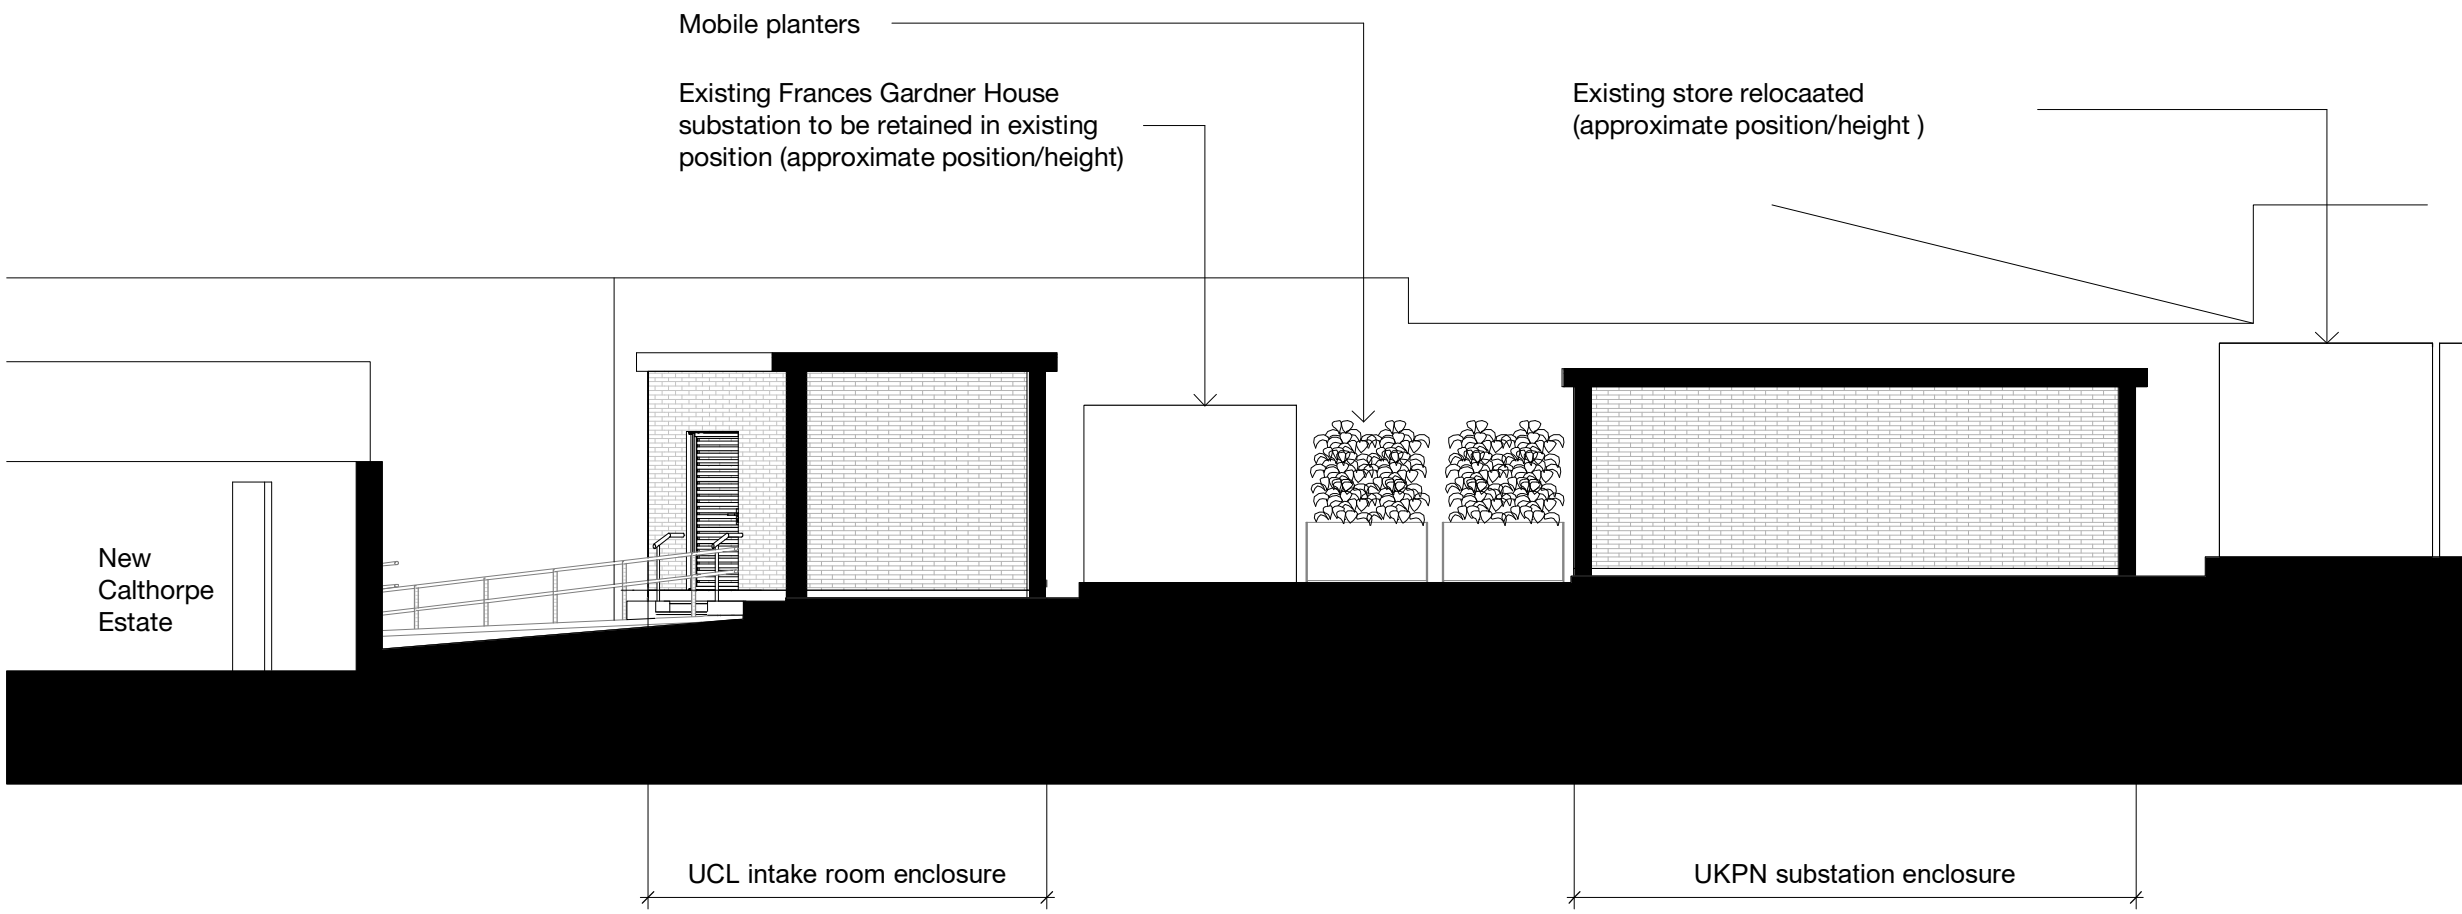 Mobile planters
Existing Frances Gardner House
substation to be retained in existing
position (approximate position/height)
Existing store relocaated
(approximate position/height )
New
Calthorpe
Estate
UCL intake room enclosure
UKPN substation enclosure